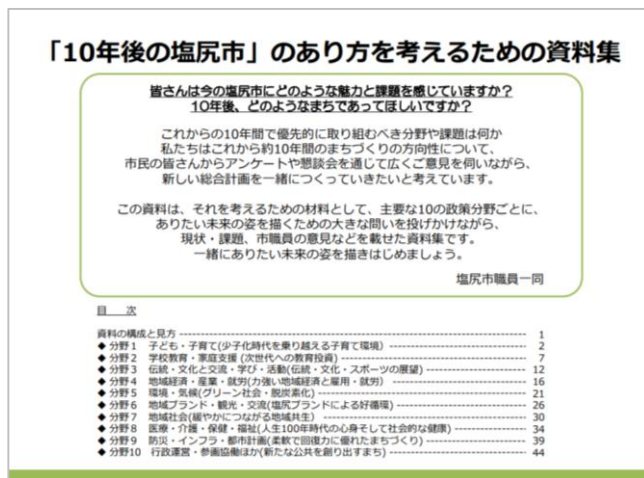 「10年後の塩尻市」のあり方を考えるための資料集
皆さんは今の塩尻市にどのような魅力と課題を感じていますか？
10年後、どのようなまちであってほしいですか？
これからの10年間で優先的に取り組むべき分野や課題は何か
私たちはこれから約10年間のまちづくりの方向性について、
市民の皆さんからアンケートや懇談会を通じて広くご意見を伺いながら、
新しい総合計画を一緒につくっていきたいと考えています。
この資料は、それを考えるための材料として、主要な10の政策分野ごとに、
ありたい未来の姿を描くための大きな問いを投げかけながら、
現状・課題、市職員の意見などを載せた資料集です。
一緒にありたい未来の姿を描きはじめましょう。
塩尻市職員一同
目　次
資料の構成と見方 ---------- 1
◆ 分野１ 子ども・子育て(少子化時代を乗り越える子育て環境) ---------- 2
◆ 分野２ 学校教育・家庭支援 (次世代への教育投資) ---------- 7
◆ 分野３ 伝統・文化と交流・学び・活動(伝統・文化・スポーツの展望) ---------- 12
◆ 分野４ 地域経済・産業・就労(力強い地域経済と雇用・就労) ---------- 16
◆ 分野５ 環境・気候(グリーン社会・脱炭素化) ---------- 21
◆ 分野６ 地域ブランド・観光・交流(塩尻ブランドによる好循環) ---------- 26
◆ 分野７ 地域社会(緩やかにつながる地域共生) ---------- 30
◆ 分野８ 医療・介護・保健・福祉(人生100年時代の心身そして社会的な健康) ---------- 34
◆ 分野９ 防災・インフラ・都市計画(柔軟で回復力に優れたまちづくり) ---------- 39
◆ 分野10 行政運営・参画協働ほか(新たな公共を創り出すまち) ---------- 44